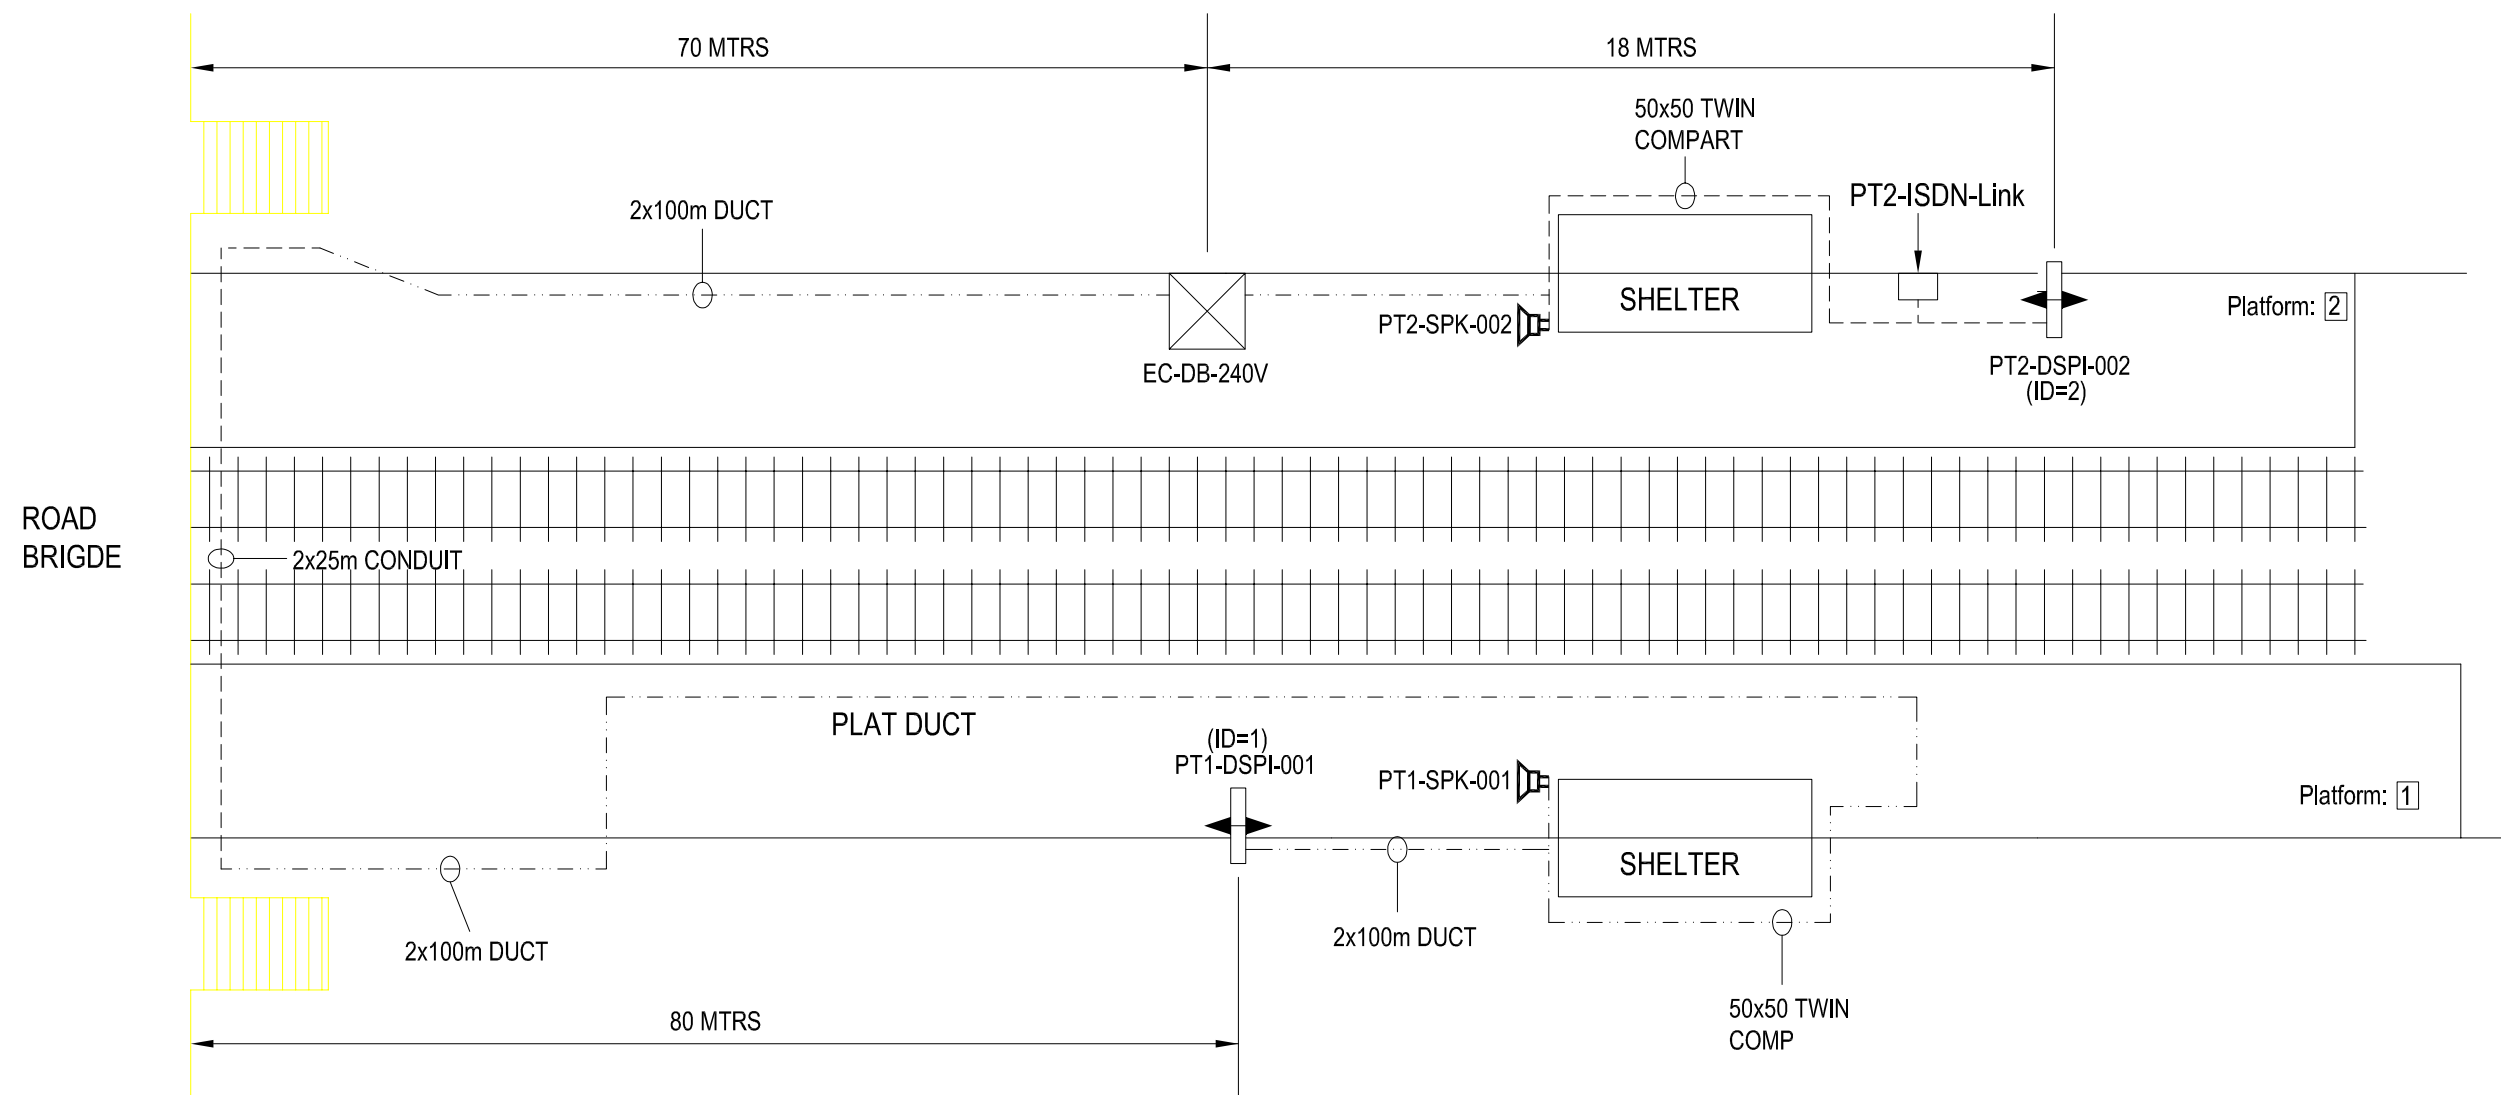 70 MTRS
18 MTRS
50x50 TWIN
COMPART
PT2-ISDN-Link
2x100m DUCT
SHELTER
Platform: 2
PT2-SPK-002
EC-DB-240V
PT2-DSPI-002
(ID=2)
ROAD
BRIGDE
2x25m CONDUIT
PLAT DUCT
(ID=1)
PT1-DSPI-001
PT1-SPK-001
Platform: 1
SHELTER
2x100m DUCT
2x100m DUCT
50x50 TWIN
COMP
80 MTRS